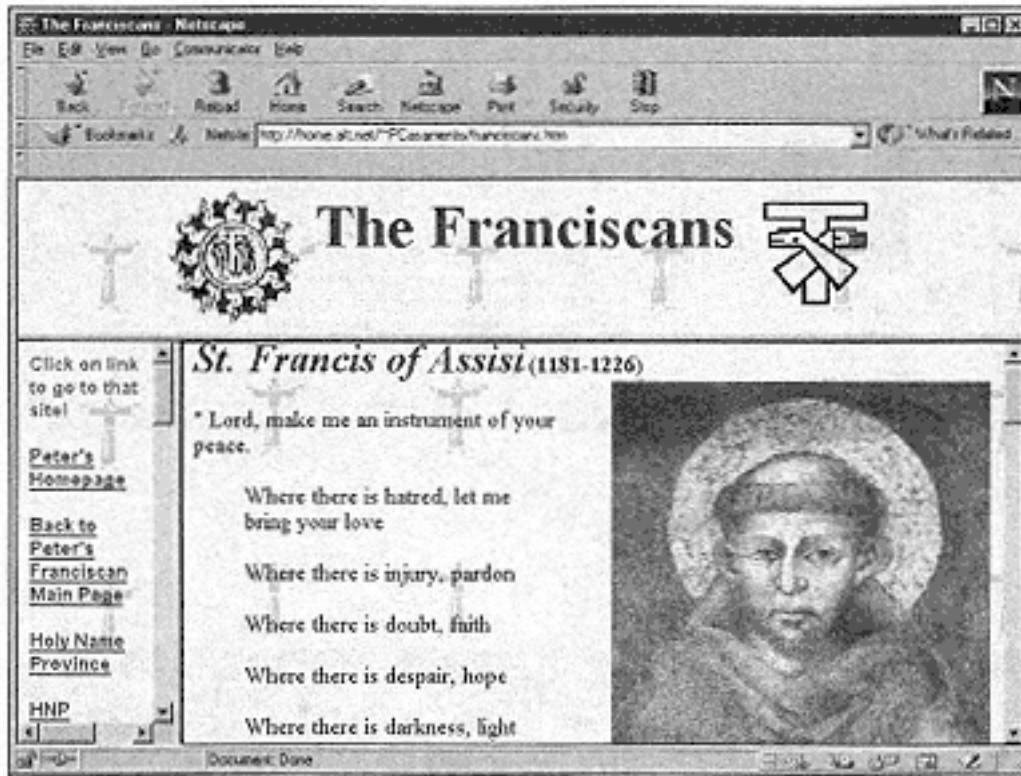 The Franciscans - Netscape
File Edit View Go Communicator Help
Back Forward Reload Home Search Netscape Print Security Stop
Bookmarks Netsite: What's Related
The Franciscans
Click on link
to go to that
site!
Peter's
Homepage
Back to
Peter's
Franciscan
Main Page
Holy Name
Province
HNP
St. Francis of Assisi (1181-1226)
" Lord, make me an instrument of your
peace.
Where there is hatred, let me
bring your love
Where there is injury, pardon
Where there is doubt, faith
Where there is despair, hope
Where there is darkness, light
Document: Done